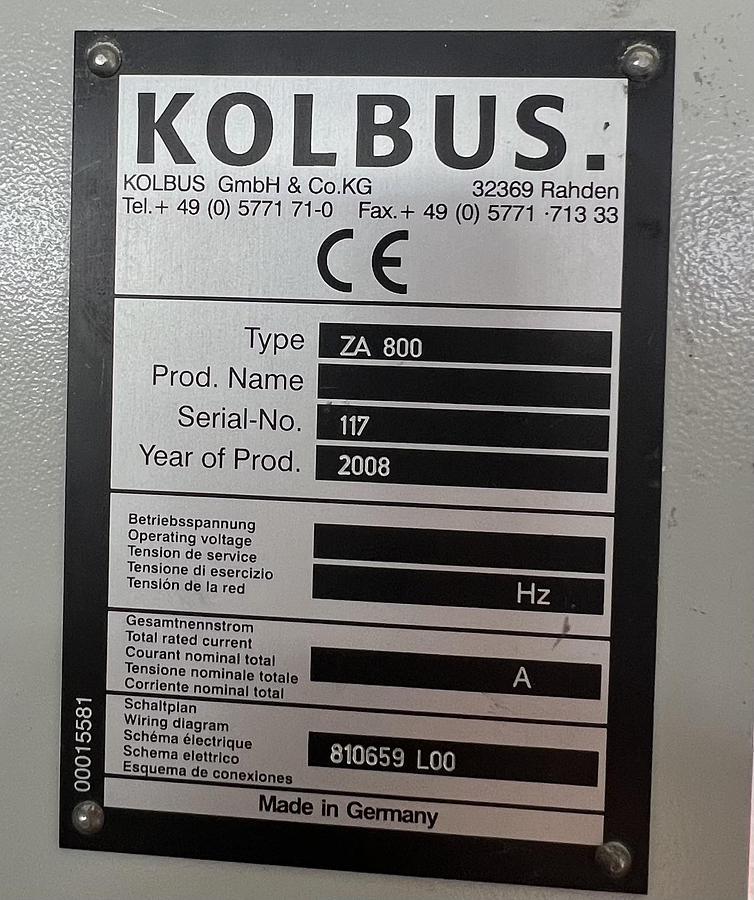 KOLBUS.
KOLBUS GmbH & Co.KG 32369 Rahden
Tel.+ 49 (0) 5771 71-0 Fax.+ 49 (0) 5771 ·713 33
CE
Type ZA 800
Prod. Name
Serial-No. 117
Year of Prod. 2008
Betriebsspannung
Operating voltage
Tension de service
Tensione di esercizio
Tensión de la red
Hz
Gesamtnennstrom
Total rated current
Courant nominal total
Tensione nominale totale
Corriente nominal total
A
Schaltplan
Wiring diagram
Schéma électrique
Schema elettrico
Esquema de conexiones
810659 L00
Made in Germany
00015581